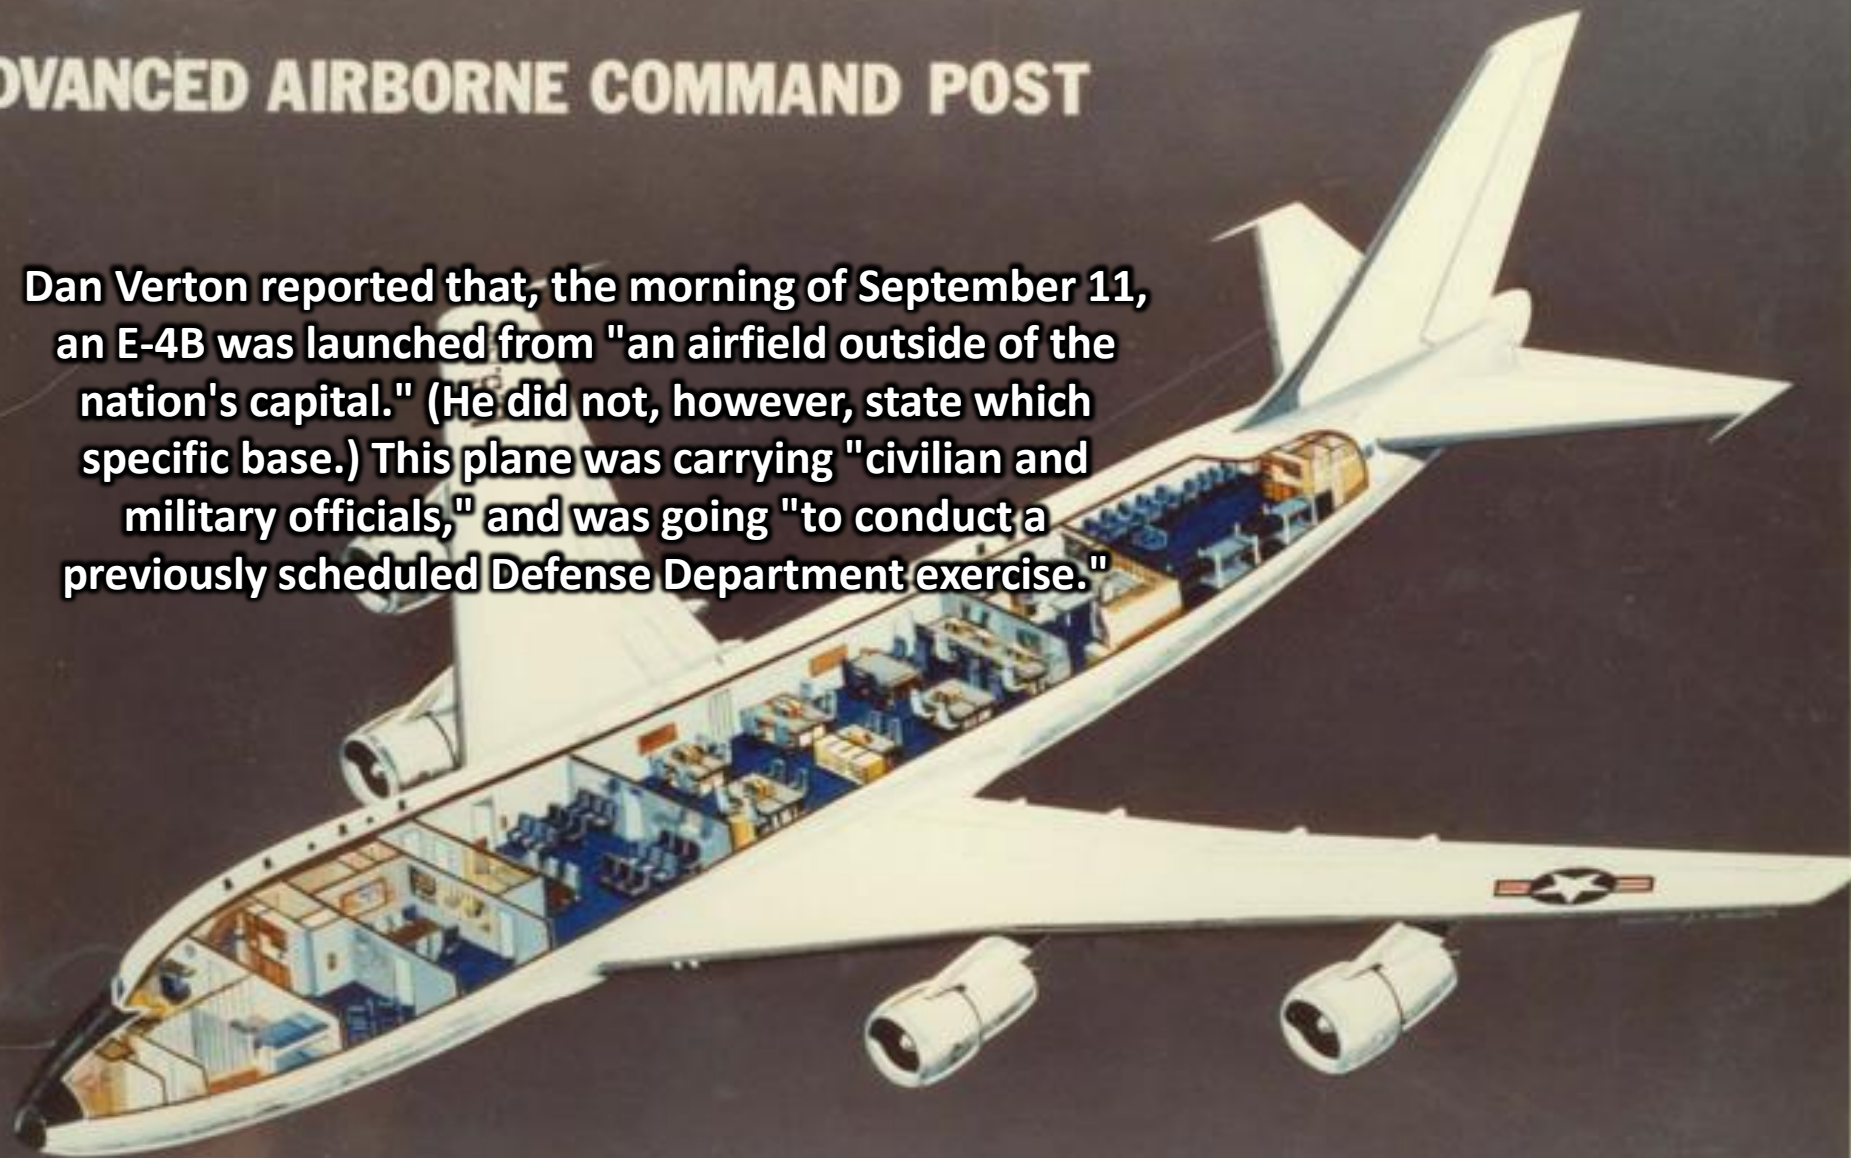 DVANCED AIRBORNE COMMAND POST
Dan Verton reported that, the morning of September 11,
an E-4B was launched from "an airfield outside of the
nation's capital." (He did not, however, state which
specific base.) This plane was carrying "civilian and
military officials," and was going "to conduct a
previously scheduled Defense Department exercise."